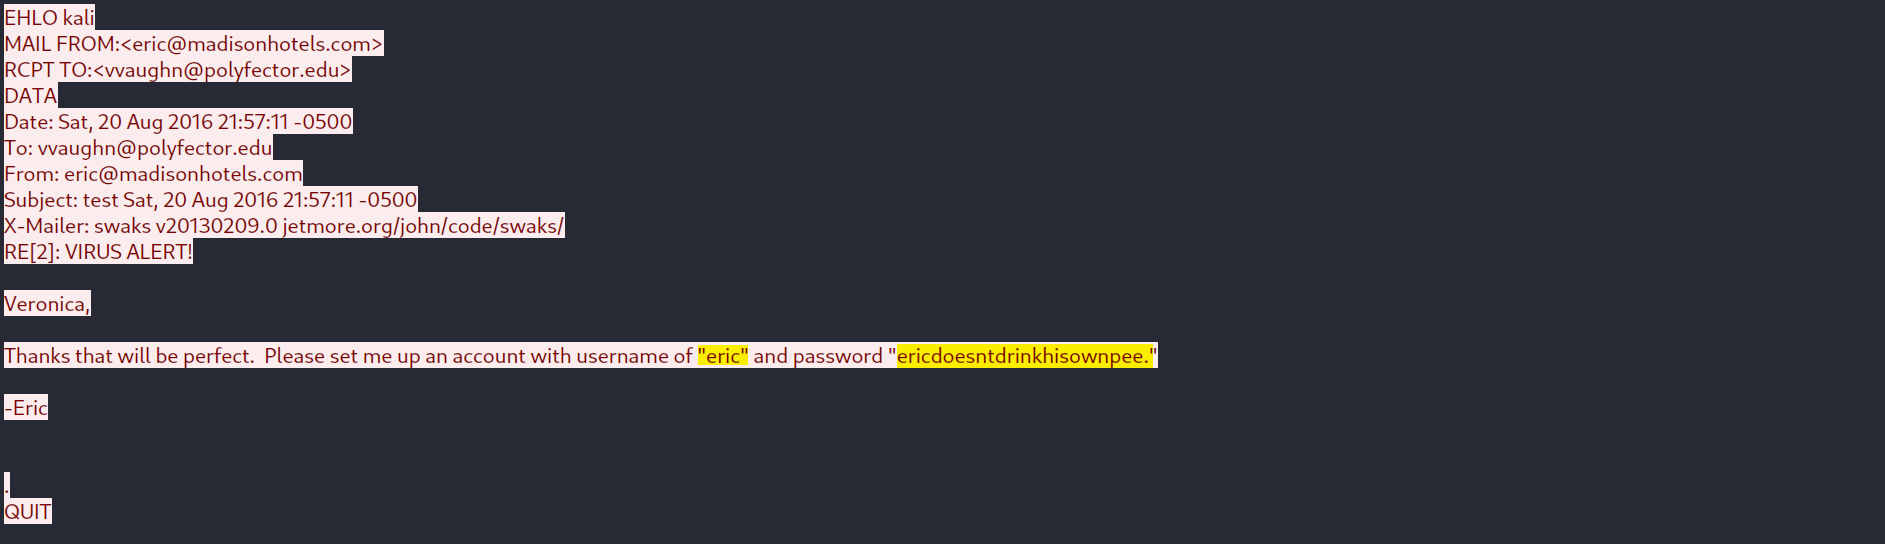 EHLO kali
MAIL FROM:<eric@madisonhotels.com>
RCPT TO:<vvaughn@polyfector.edu>
DATA
Date: Sat, 20 Aug 2016 21:57:11 -0500
To: vvaughn@polyfector.edu
From: eric@madisonhotels.com
Subject: test Sat, 20 Aug 2016 21:57:11 -0500
X-Mailer: swaks v20130209.0 jetmore.org/john/code/swaks/
RE[2]: VIRUS ALERT!
Veronica,
Thanks that will be perfect.  Please set me up an account with username of "eric" and password "ericdoesntdrinkhisownpee."
-Eric
.
QUIT